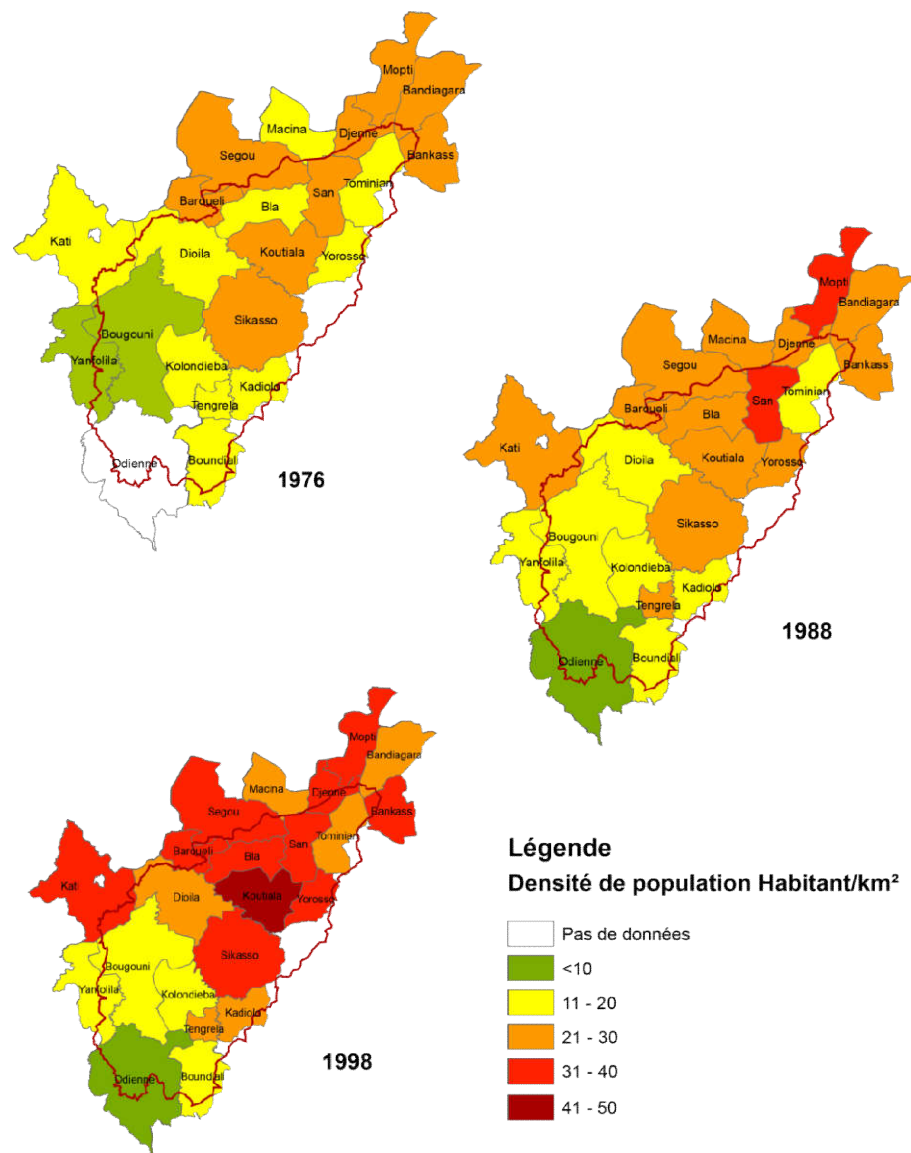 Mopti
Bandiagara
Macina
Djenne
Bankass
Segou
Tominian
San
Baroueli
Bla
Kati
Dioila
Koutiala
Yorosso
Bougouni
Sikasso
Yanfolila
Kolondieba
Kadiolo
Tengrela
Odienne
Boundiali
1976
Mopti
Bandiagara
Macina
Djenne
Bankass
Segou
Tominian
San
Baroueli
Bla
Kati
Dioila
Koutiala
Yorosso
Sikasso
Bougouni
Yanfolila
Kolondieba
Kadiolo
Tengrela
Odienne
Boundiali
1988
Mopti
Bandiagara
Macina
Djenne
Bankass
Segou
Tominian
San
Baroueli
Bla
Kati
Dioila
Koutiala
Yorosso
Sikasso
Bougouni
Yanfolila
Kolondieba
Kadiolo
Tengrela
Odienne
Boundiali
1998
Légende
Densité de population Habitant/km²
Pas de données
<10
11 - 20
21 - 30
31 - 40
41 - 50